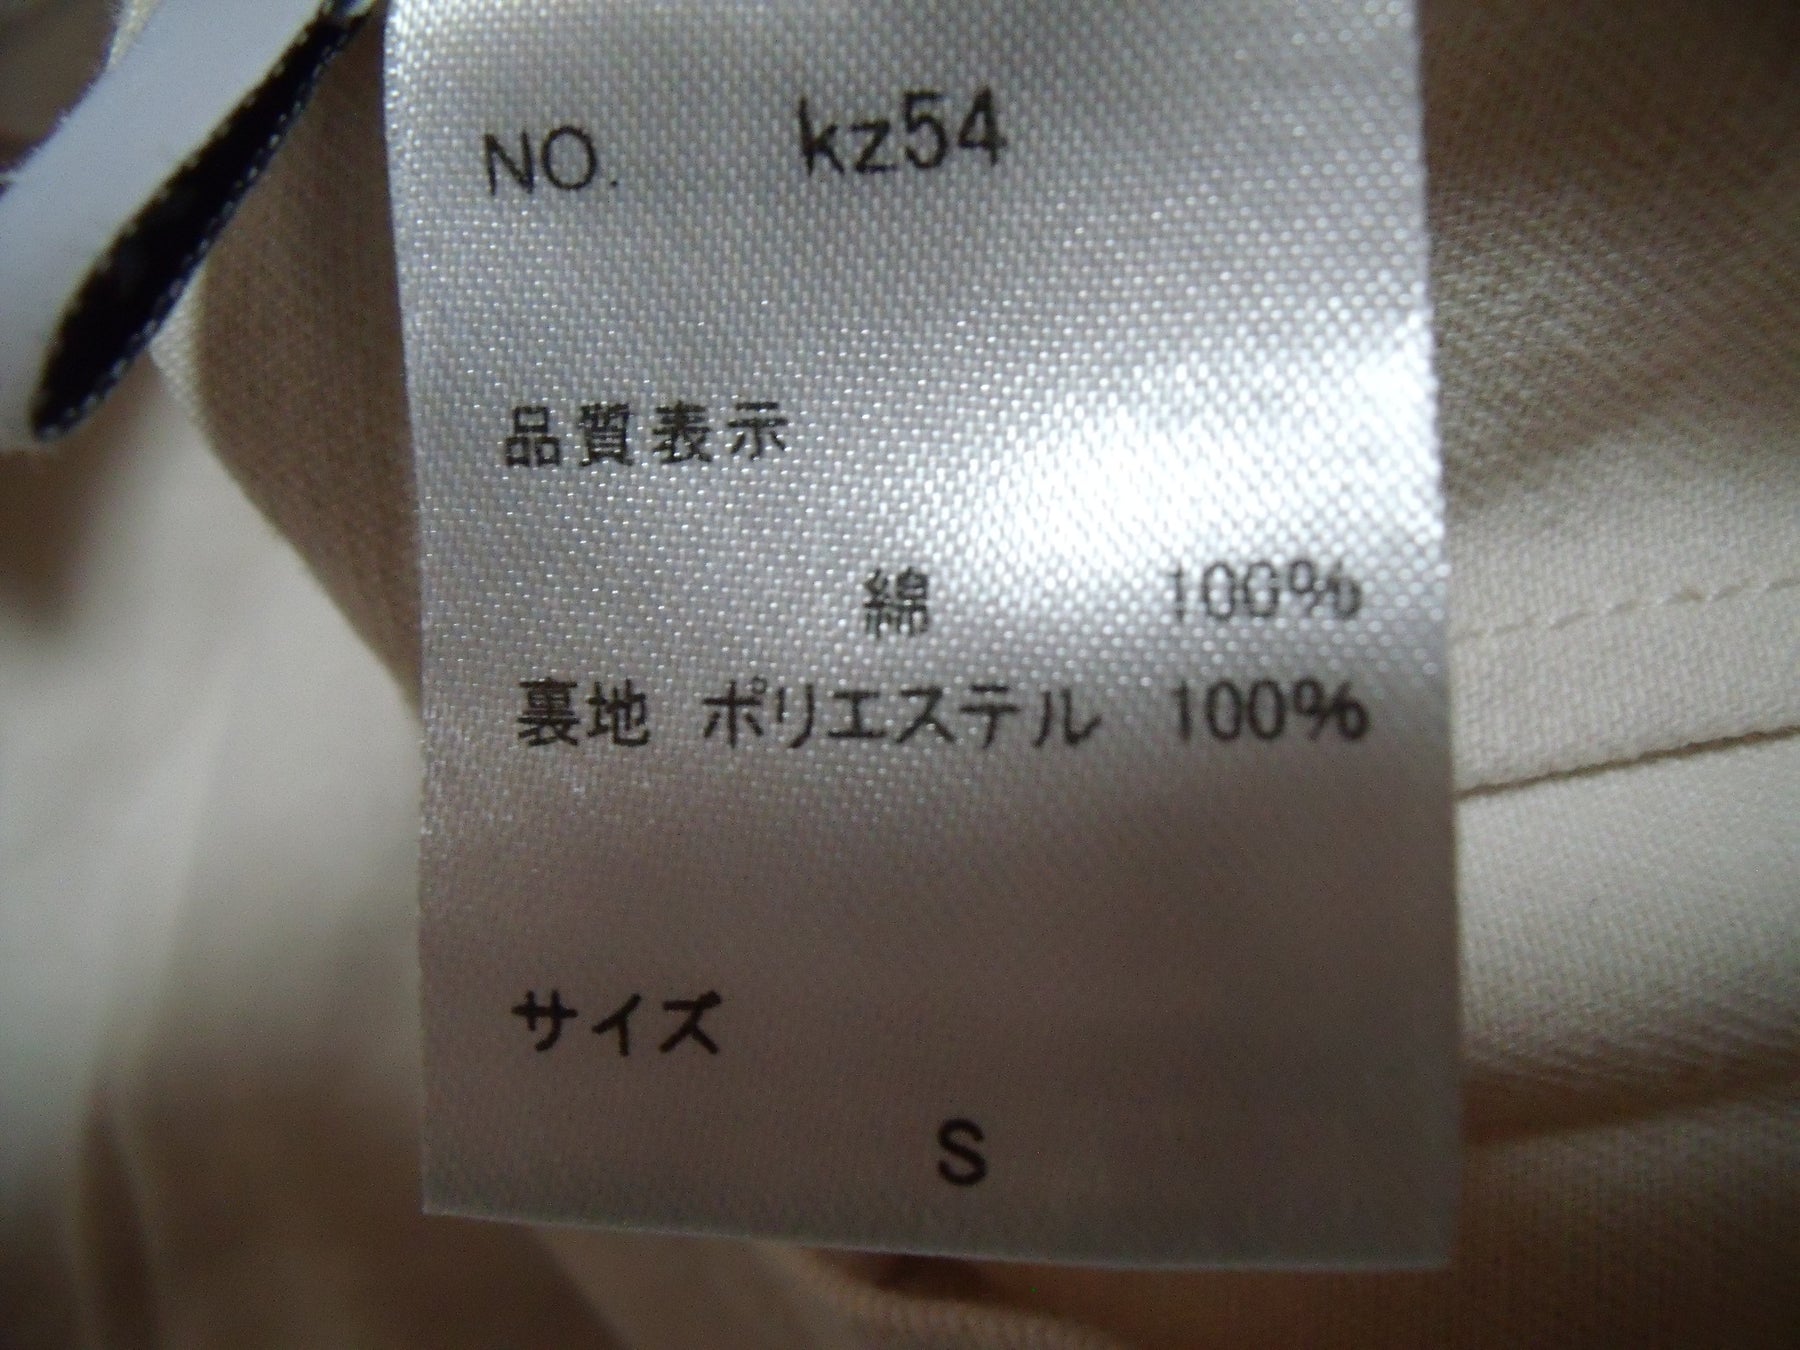 NO. kz54
品質表示
綿 100%
裏地 ポリエステル 100%
サイズ
S